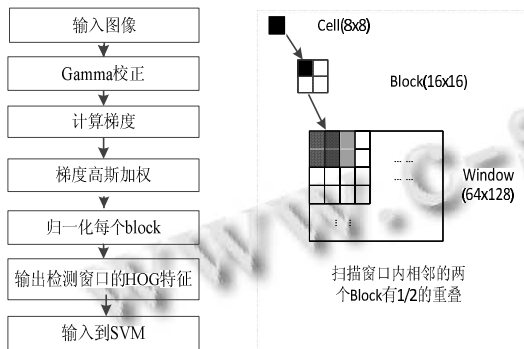 输入图像
Gamma校正
计算梯度
梯度高斯加权
归一化每个block
输出检测窗口的HOG特征
输入到SVM
Cell(8x8)
Block(16x16)
... ...
... ...
Window
(64x128)
... ...
扫描窗口内相邻的两
个Block有1/2的重叠
www.c-